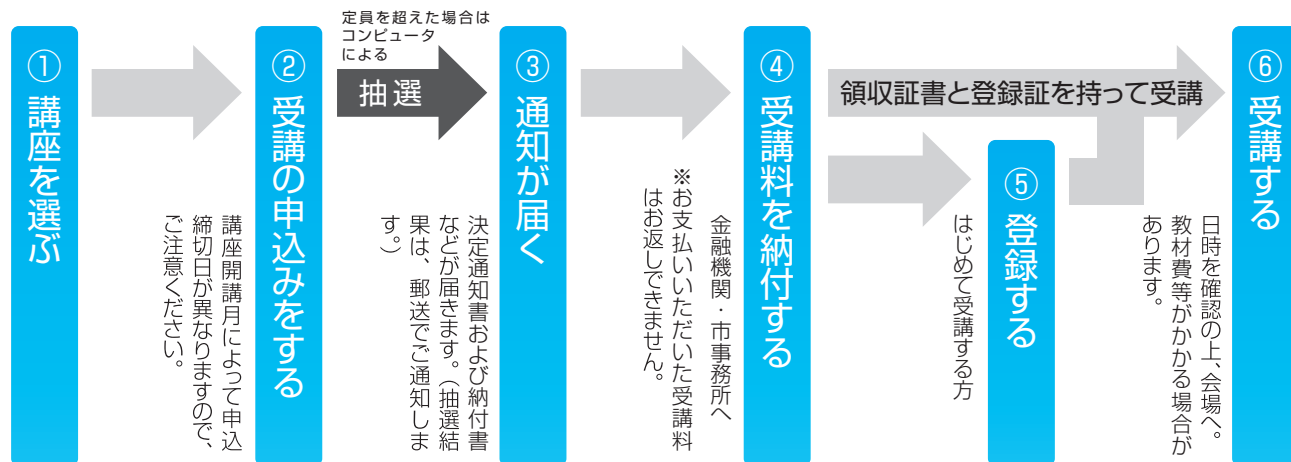 ①講座を選ぶ
②受講の申込みをする
講座開講月によって申込
締切日が異なりますので、
ご注意ください。
定員を超えた場合は
コンピュータ
による
抽選
③通知が届く
決定通知書および納付書
などが届きます。（抽選結
果は、郵送でご通知しま
す。）
④受講料を納付する
金融機関・市事務所へ
※お支払いいただいた受講料
はお返しできません。
領収証書と登録証を持って受講
⑤登録する
はじめて受講する方
⑥受講する
日時を確認の上、会場へ。
教材費等がかかる場合が
あります。